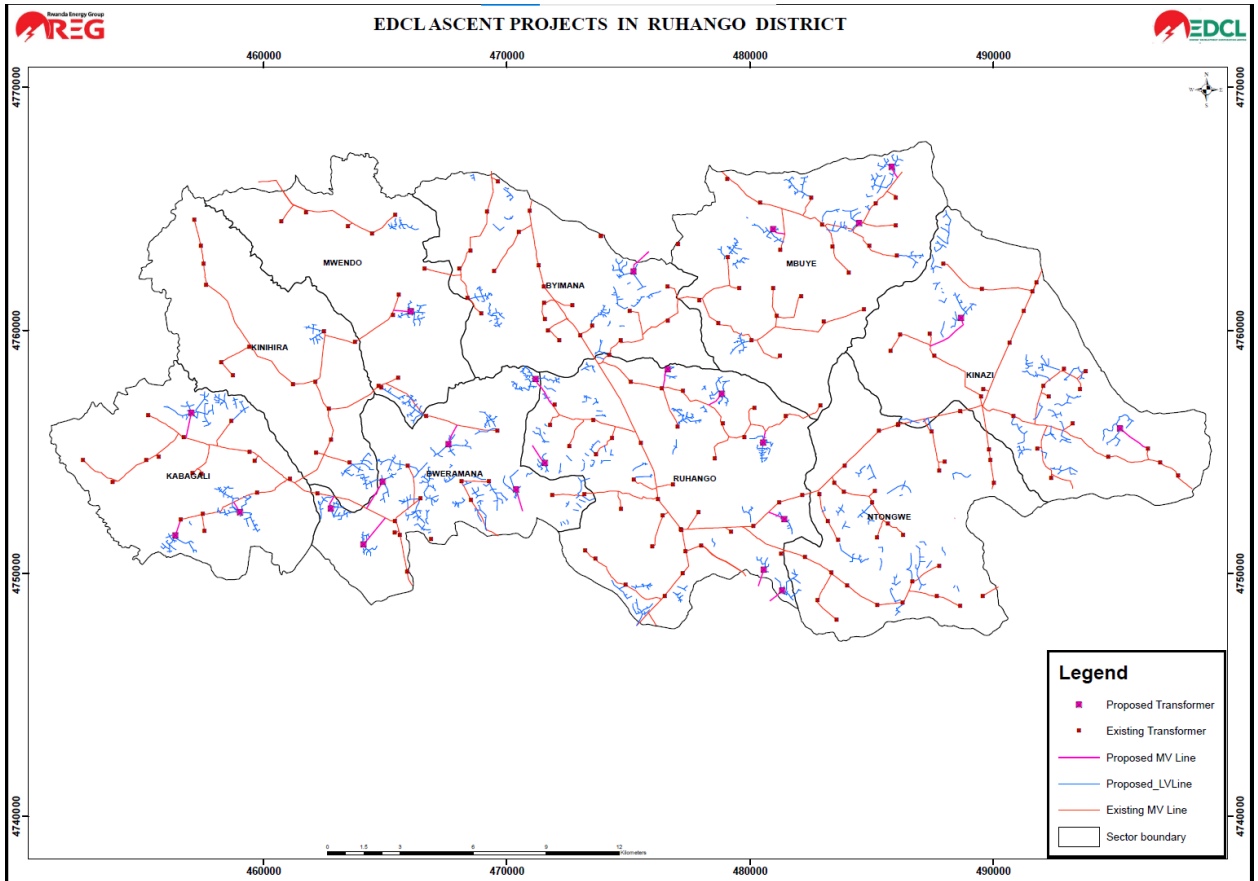 Rwanda Energy Group
REG
EDCL ASCENT PROJECTS IN RUHANGO DISTRICT
EDCL
460000
470000
480000
490000
4770000
4770000
N
W
E
S
MWENDO
BYIMANA
MBUYE
4760000
4760000
KINIHIRA
KINAZI
KABAGALI
BWERAMANA
RUHANGO
NTONGWE
4750000
4750000
Legend
Proposed Transformer
Existing Transformer
Proposed MV Line
Proposed_LVLine
Existing MV Line
Sector boundary
4740000
4740000
0 1.5 3 6 9 12
Kilometers
460000
470000
480000
490000